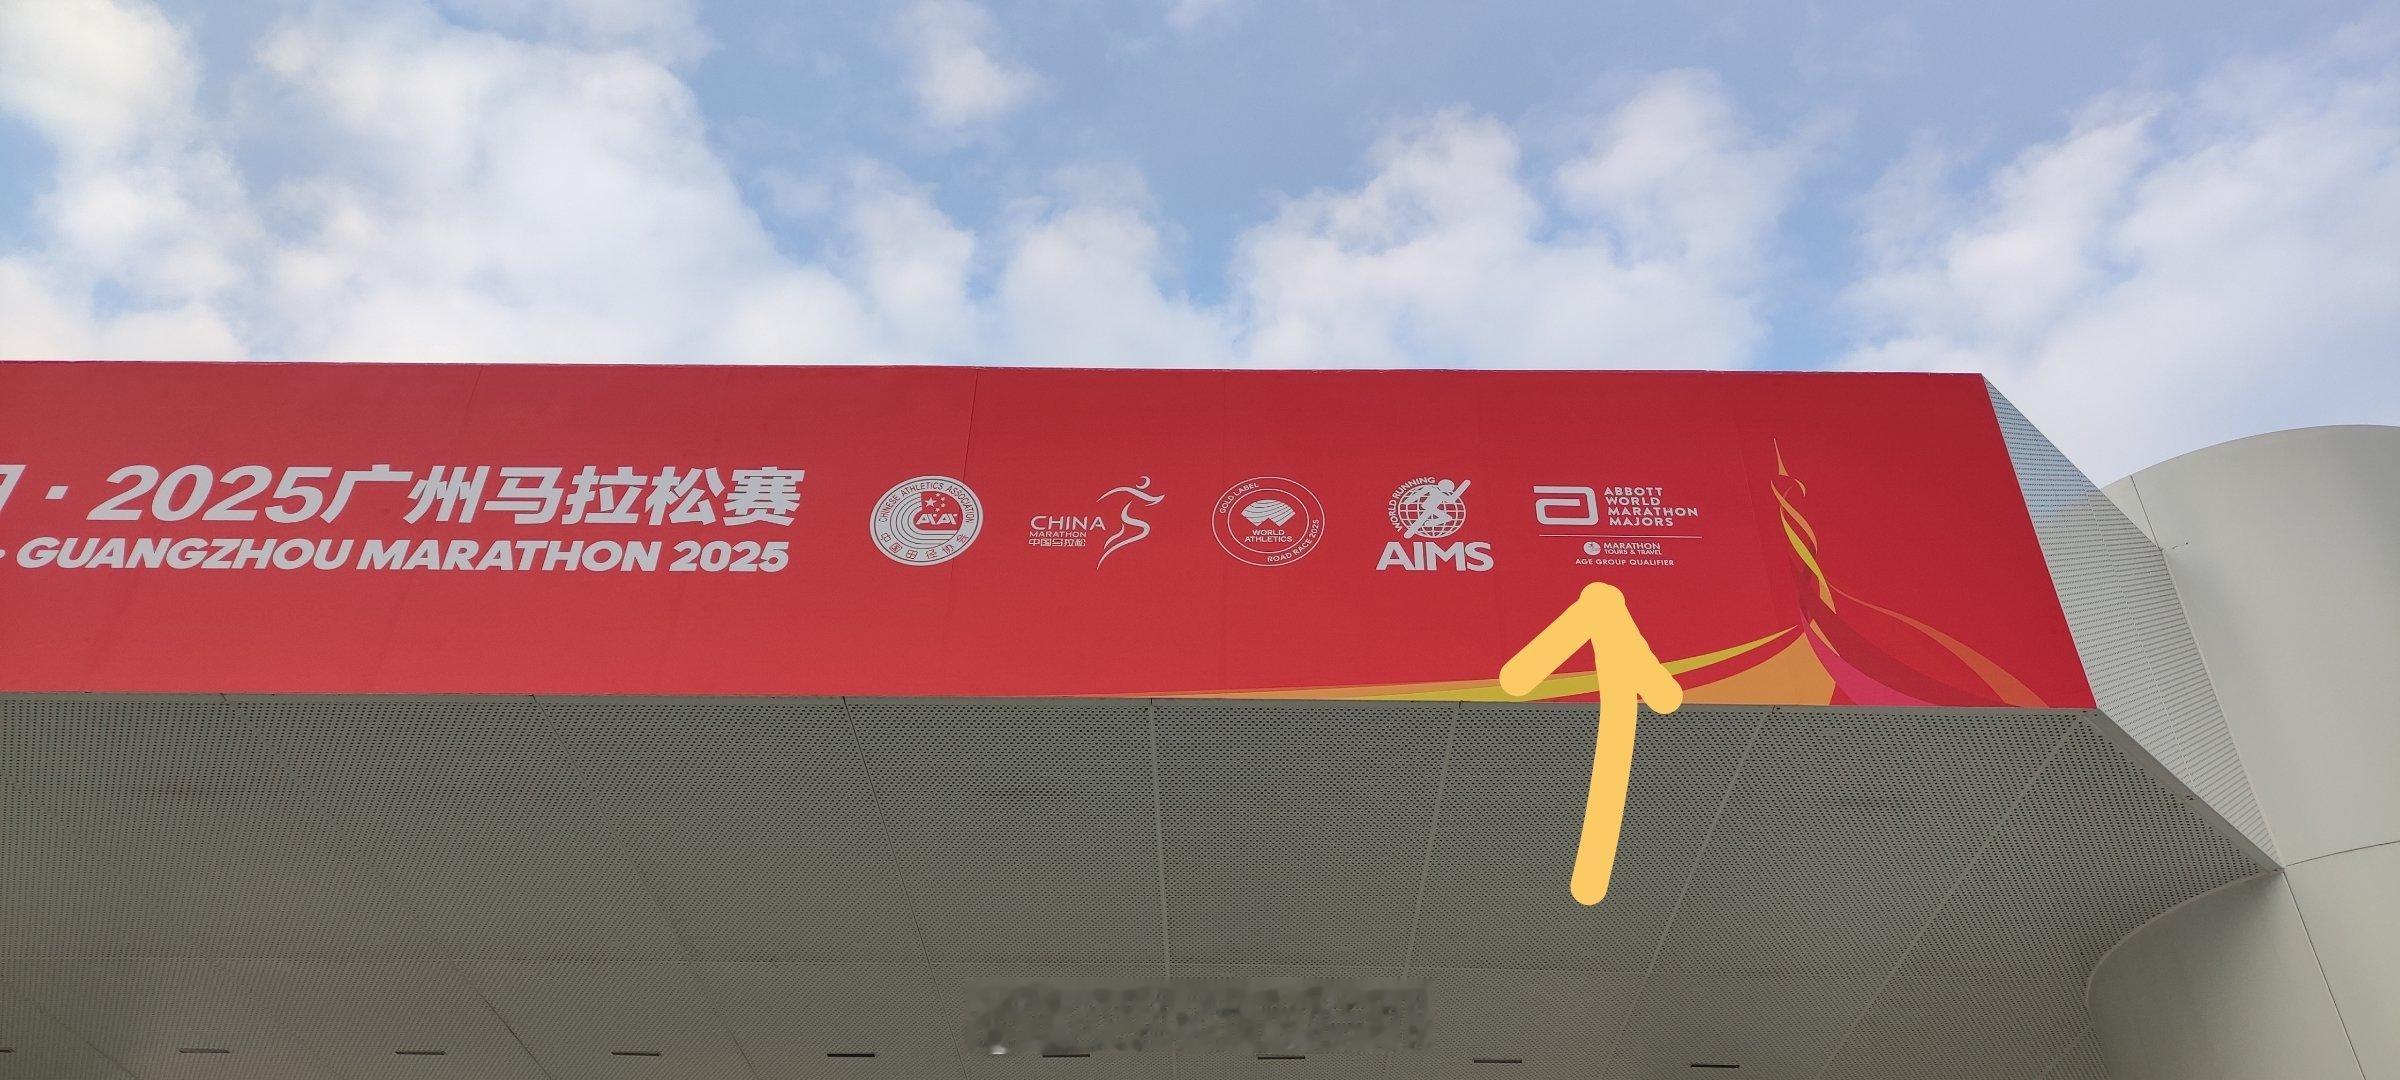 · 2025广州马拉松赛
· GUANGZHOU MARATHON 2025
CHINESE ATHLETICS ASSOCIATION
中国田径协会
CHINA
MARATHON
中国马拉松
GOLD LABEL
WORLD
ATHLETICS
ROAD RACE 2025
WORLD RUNNING
AIMS
ABBOTT
WORLD
MARATHON
MAJORS
MARATHON
TOURS & TRAVEL
AGE GROUP QUALIFIER